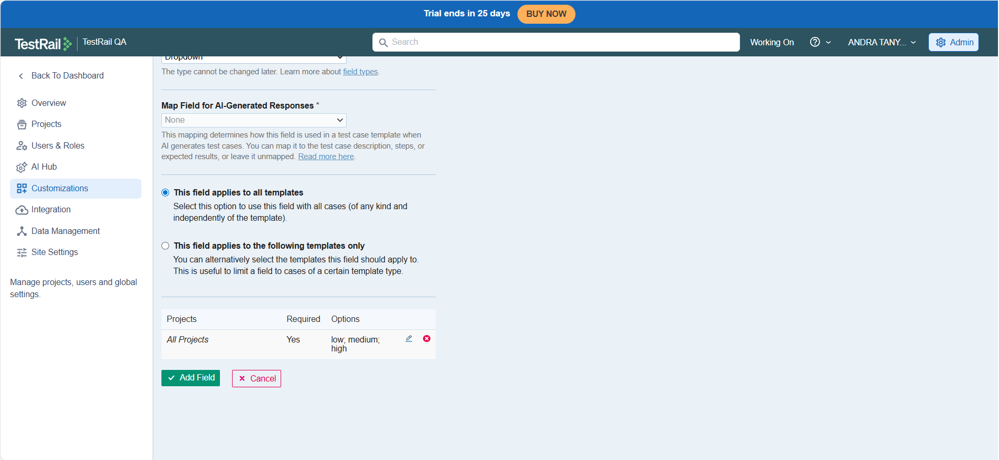 Trial ends in 25 days BUY NOW
TestRail TestRail QA Search Working On ANDRA TANY... Admin
Back To Dashboard
Overview
Projects
Users & Roles
AI Hub
Customizations
Integration
Data Management
Site Settings
Manage projects, users and global
settings.
Dropdown
The type cannot be changed later. Learn more about field types.
Map Field for AI-Generated Responses *
None
This mapping determines how this field is used in a test case template when
AI generates test cases. You can map it to the test case description, steps, or
expected results, or leave it unmapped. Read more here.
This field applies to all templates
Select this option to use this field with all cases (of any kind and
independently of the template).
This field applies to the following templates only
You can alternatively select the templates this field should apply to.
This is useful to limit a field to cases of a certain template type.
Projects Required Options
All Projects Yes low; medium;
high
Add Field Cancel